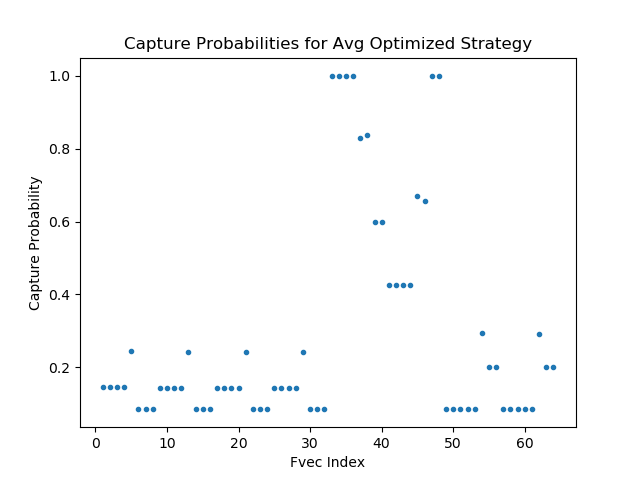 Capture Probabilities for Avg Optimized Strategy
1.0
0.8
0.6
0.4
0.2
Capture Probability
0 10 20 30 40 50 60
Fvec Index